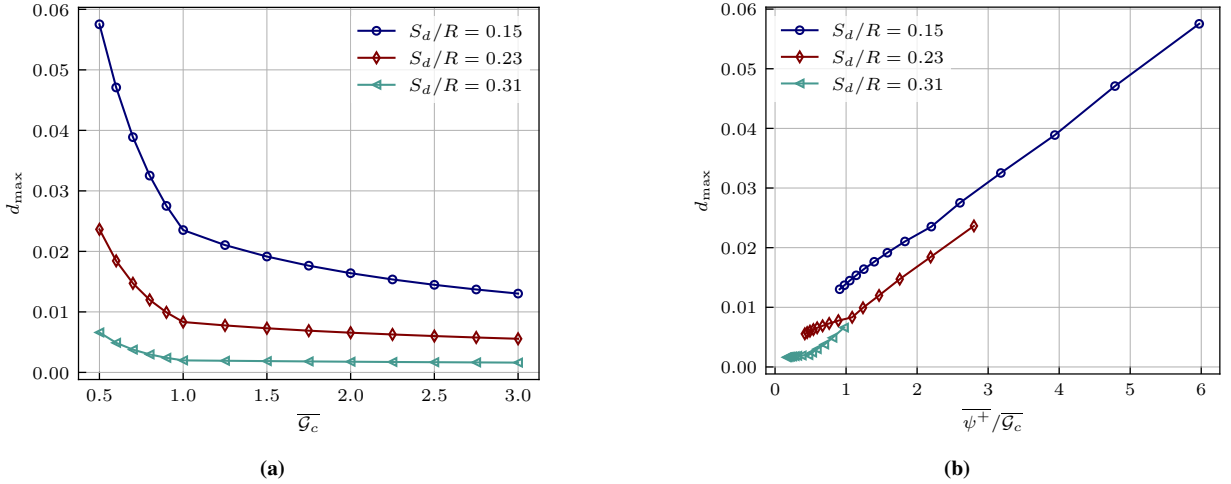 0.06
0.05
0.04
0.03
0.02
0.01
0.00
d_max
0.5 1.0 1.5 2.0 2.5 3.0
$\overline{\mathcal{G}_c}$
S_d/R = 0.15
S_d/R = 0.23
S_d/R = 0.31
(a)
0.06
0.05
0.04
0.03
0.02
0.01
0.00
d_max
0 1 2 3 4 5 6
$\overline{\psi^+}/\overline{\mathcal{G}_c}$
S_d/R = 0.15
S_d/R = 0.23
S_d/R = 0.31
(b)